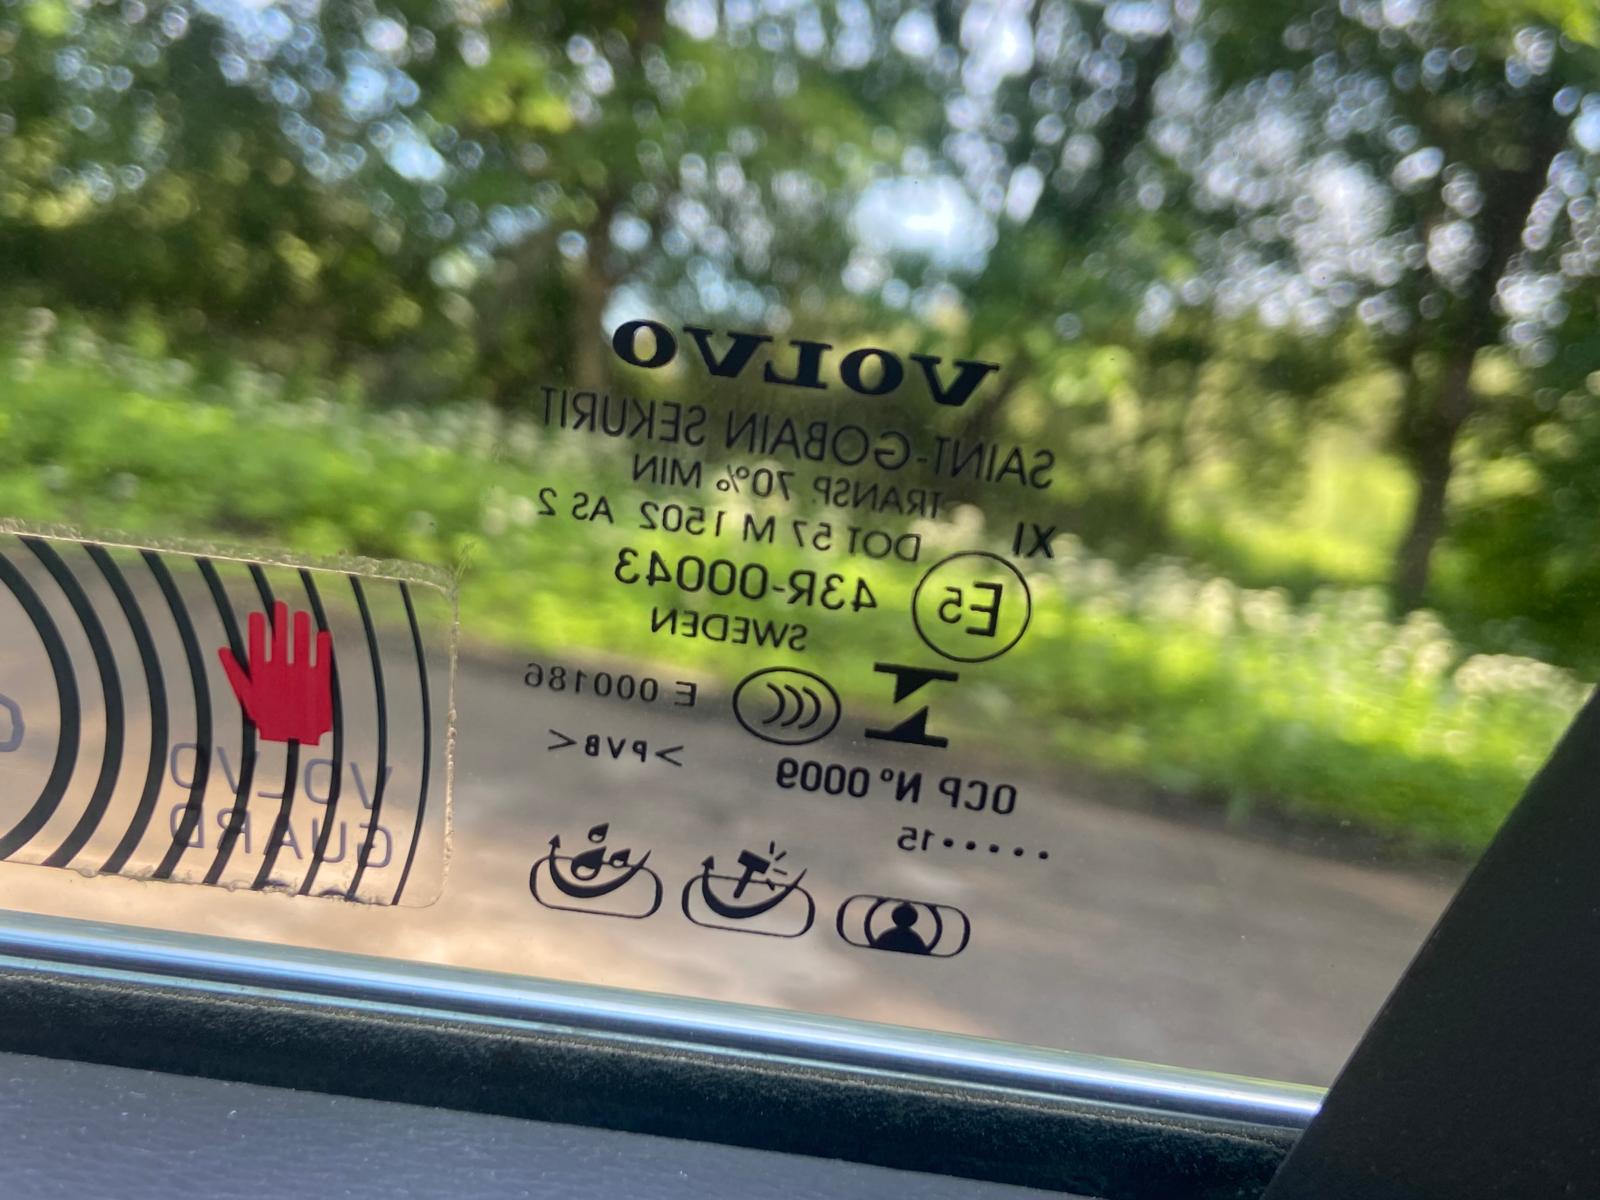 VOLVO
SAINT-GOBAIN SEKURIT
TRANSP. 70% MIN
XI DOT 57 M 1502 AS 2
E5 43R-00043
SWEDEN
E 000186
>PVB<
OCP Nº 0009
•••••15
VOLVO
GUARD